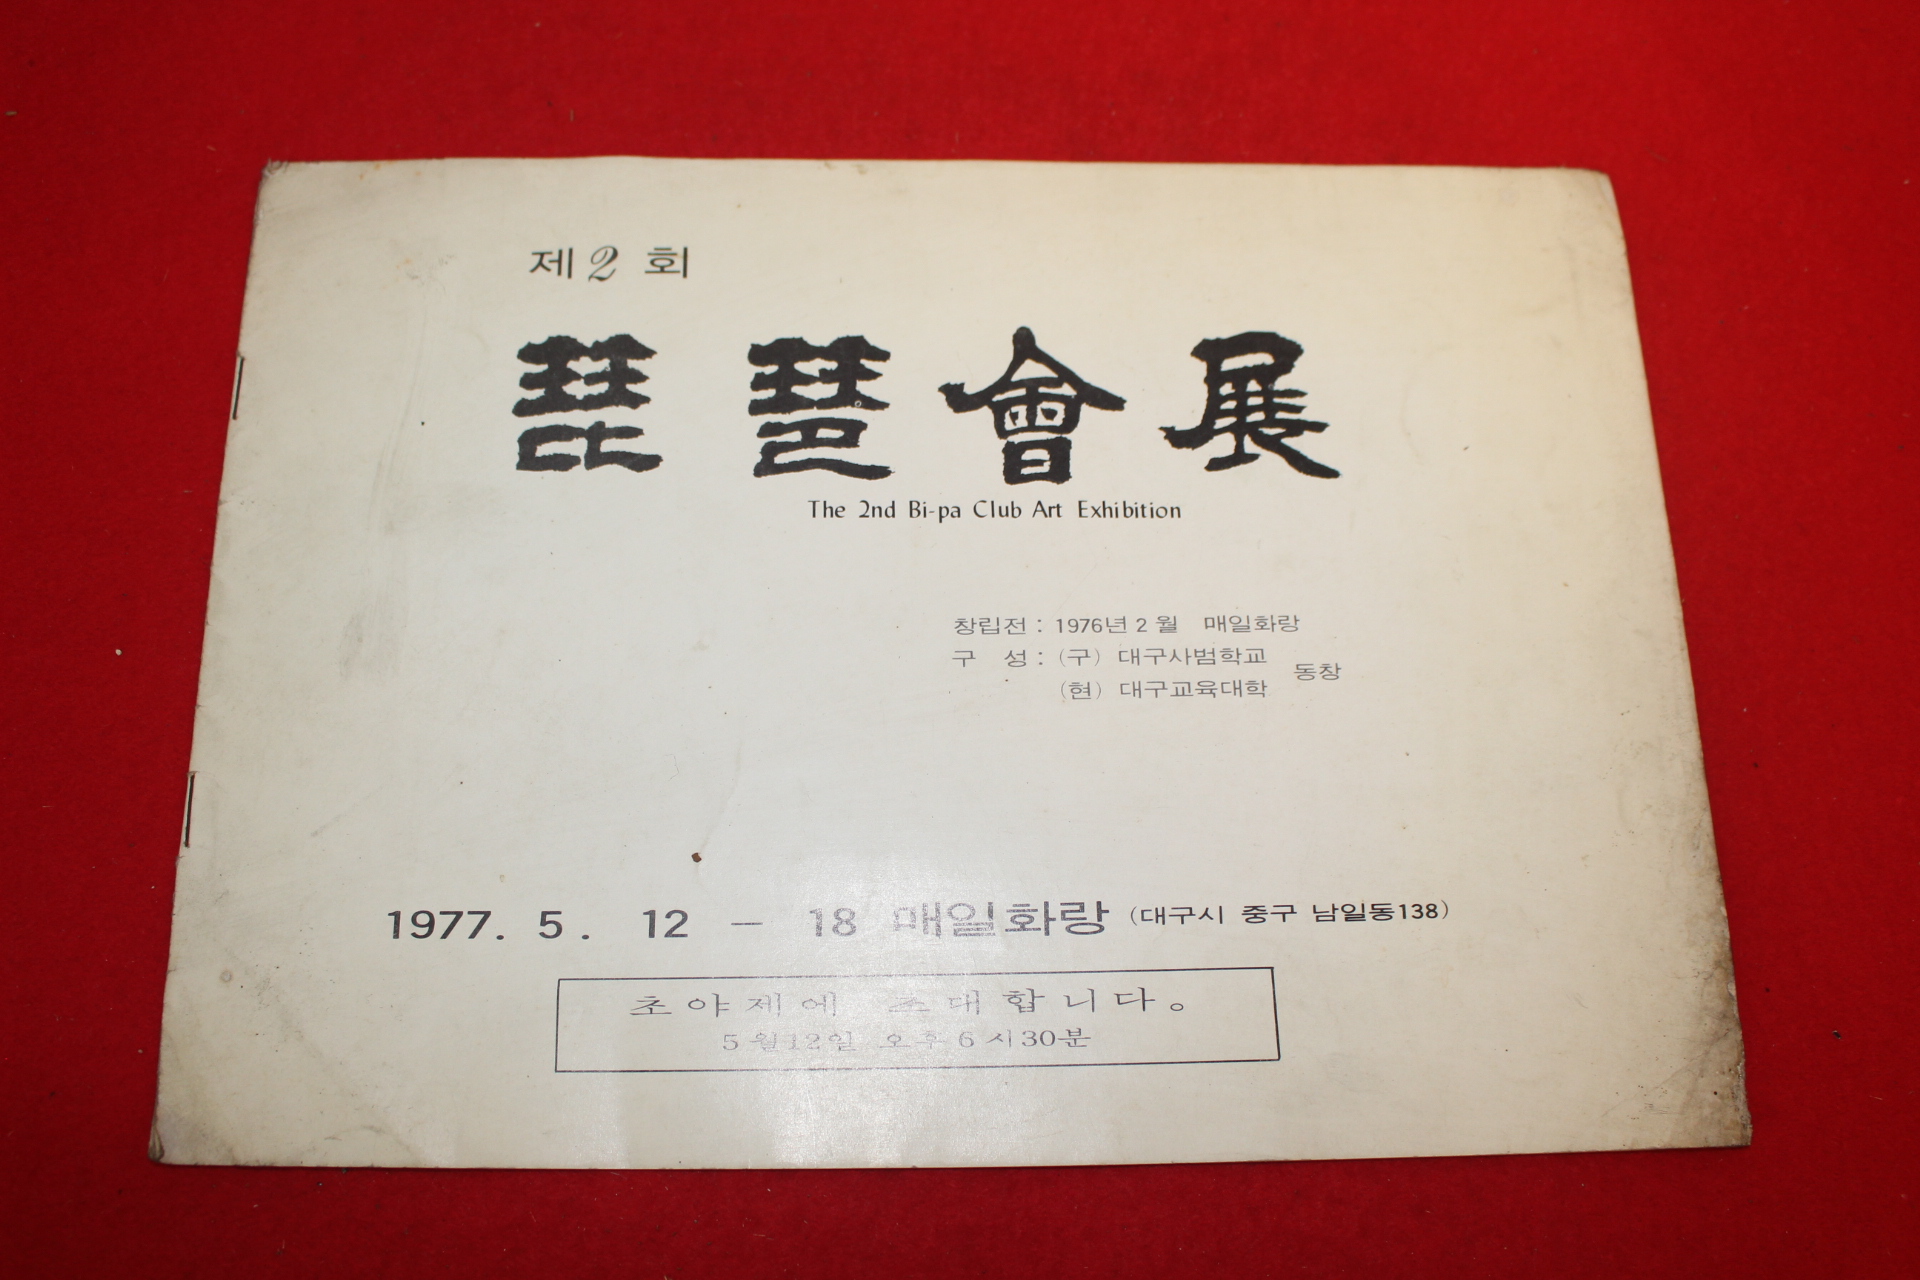 제2회
琵琶會展
The 2nd Bi-pa Club Art Exhibition
창립전 : 1976년 2월 매일화랑
구 성 : (구) 대구사범학교
동창
(현) 대구교육대학
1977. 5. 12 － 18 매일화랑 (대구시 중구 남일동138)
초야제에 초대합니다。
5월12일 오후 6시30분